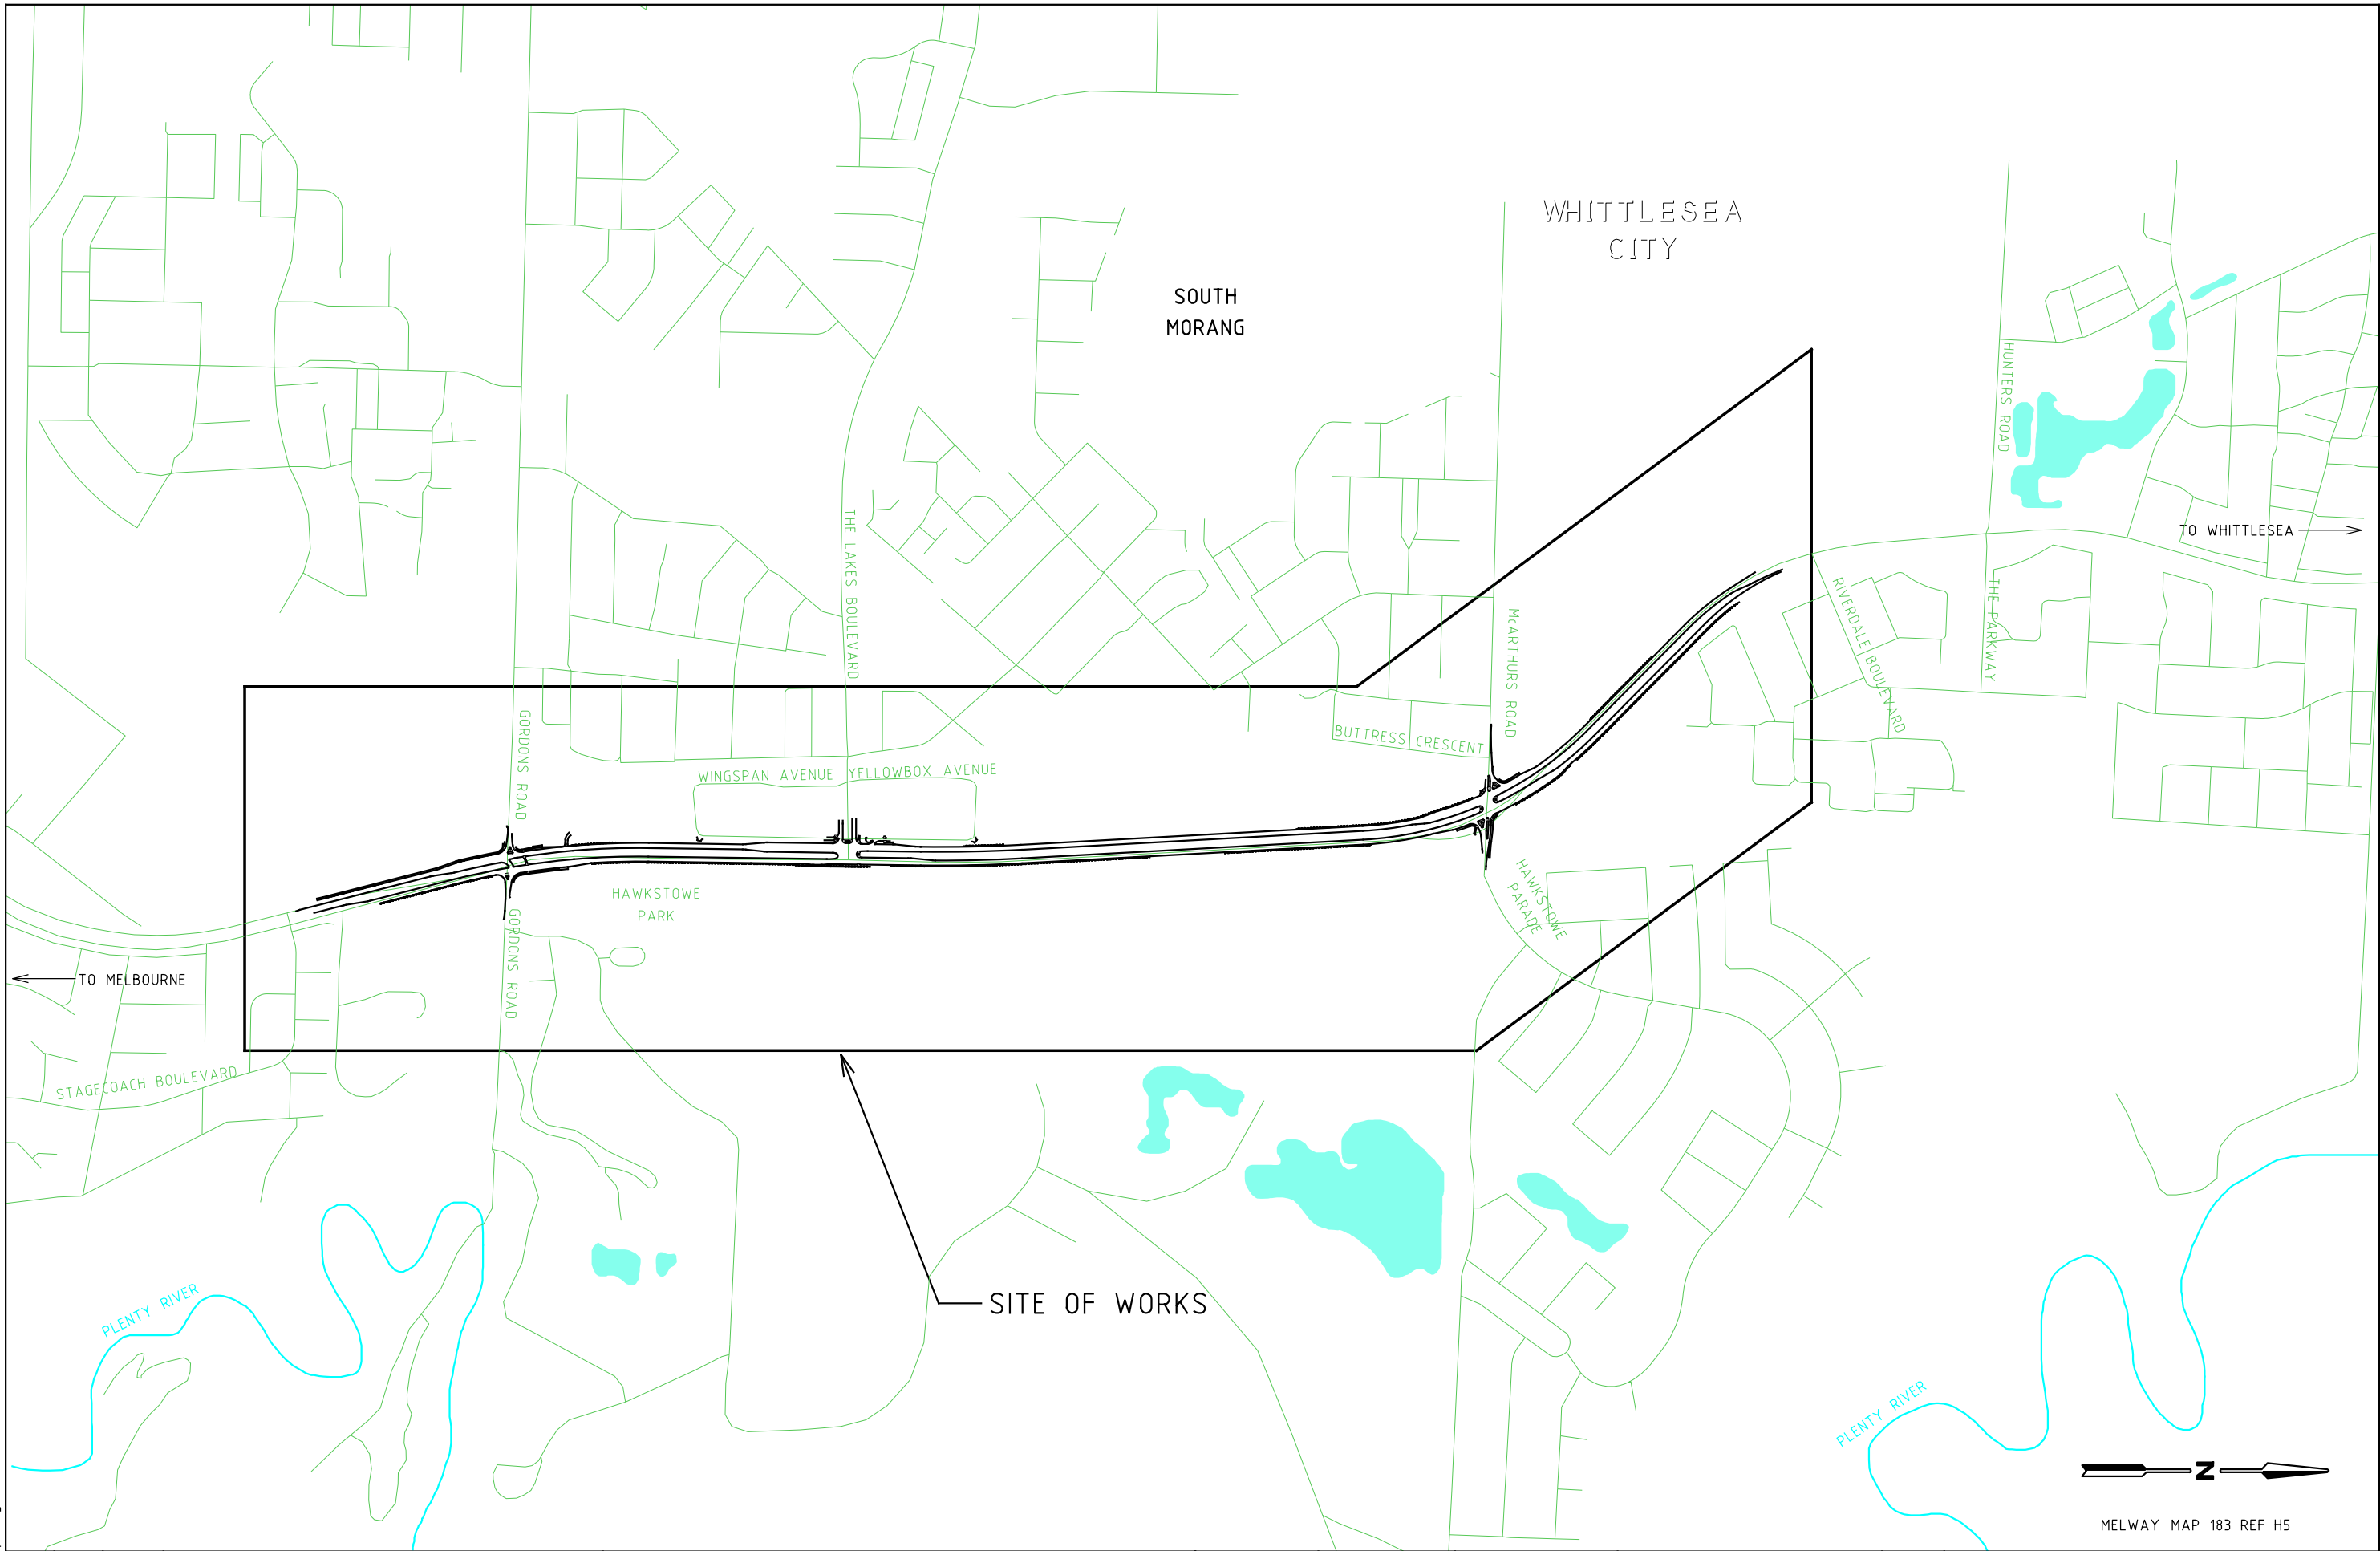 WHITTLESEA
CITY
SOUTH
MORANG
HUNTERS ROAD
TO WHITTLESEA
THE LAKES BOULEVARD
McARTHURS ROAD
RIVERDALE BOULEVARD
THE PARKWAY
GORDONS ROAD
BUTTRESS CRESCENT
WINGSPAN AVENUE
YELLOWBOX AVENUE
HAWKSTOWE
PARK
HAWKSTOWE
PARADE
GORDONS ROAD
TO MELBOURNE
STAGECOACH BOULEVARD
SITE OF WORKS
PLENTY RIVER
PLENTY RIVER
N
MELWAY MAP 183 REF H5